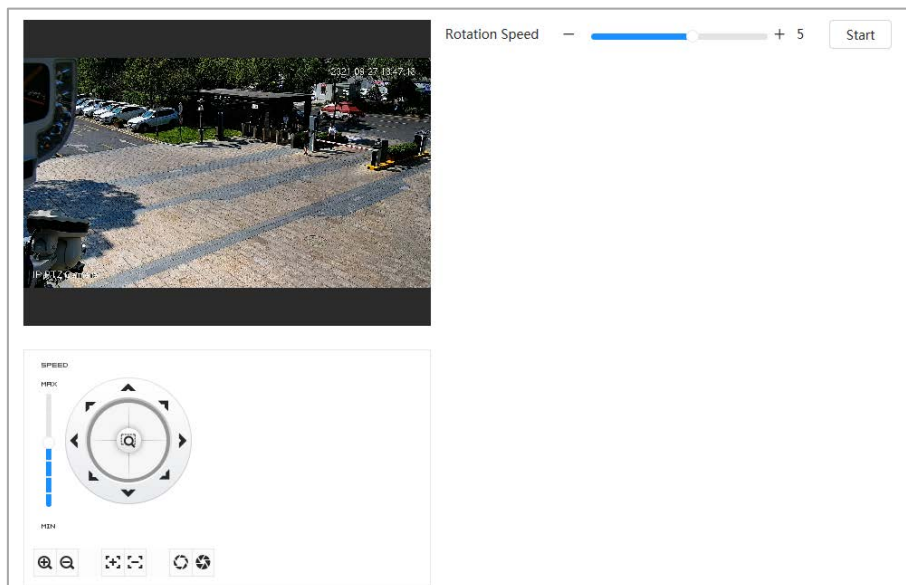 Rotation Speed — + 5 Start
2021-09-27 13:47:18
IP PTZ Camera
SPEED
MAX
MIN